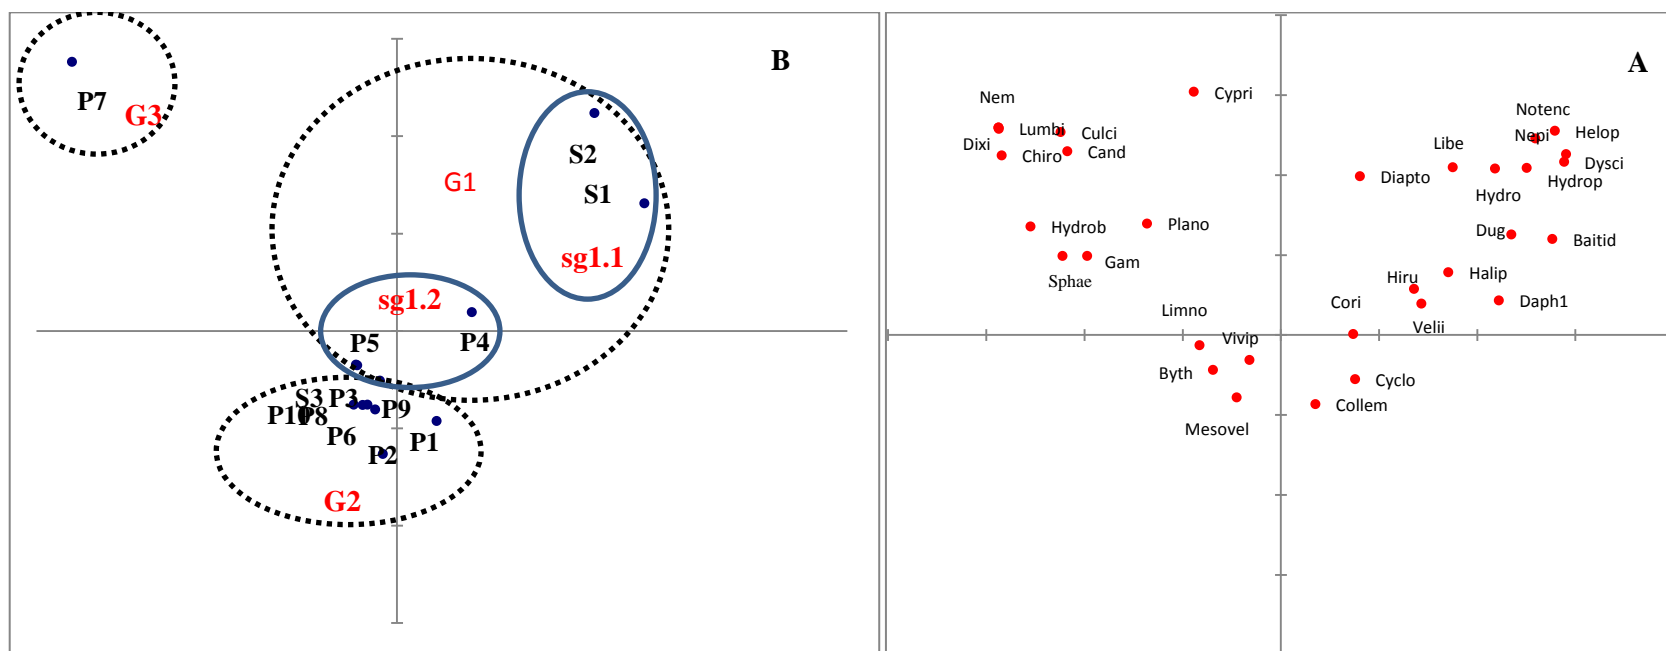 B
P7
G3
S2
G1
S1
sg1.1
sg1.2
P5
P4
S3 P3
P10 P8
P9
P6
P1
P2
G2
A
Cypri
Nem
Notenc
Lumbi
Culci
Nepi
Helop
Dixi
Chiro
Cand
Libe
Dysci
Diapto
Hydro
Hydrop
Hydrob
Plano
Dug
Baitid
Gam
Sphae
Hiru
Halip
Limno
Cori
Daph1
Velii
Vivip
Byth
Cyclo
Collem
Mesovel